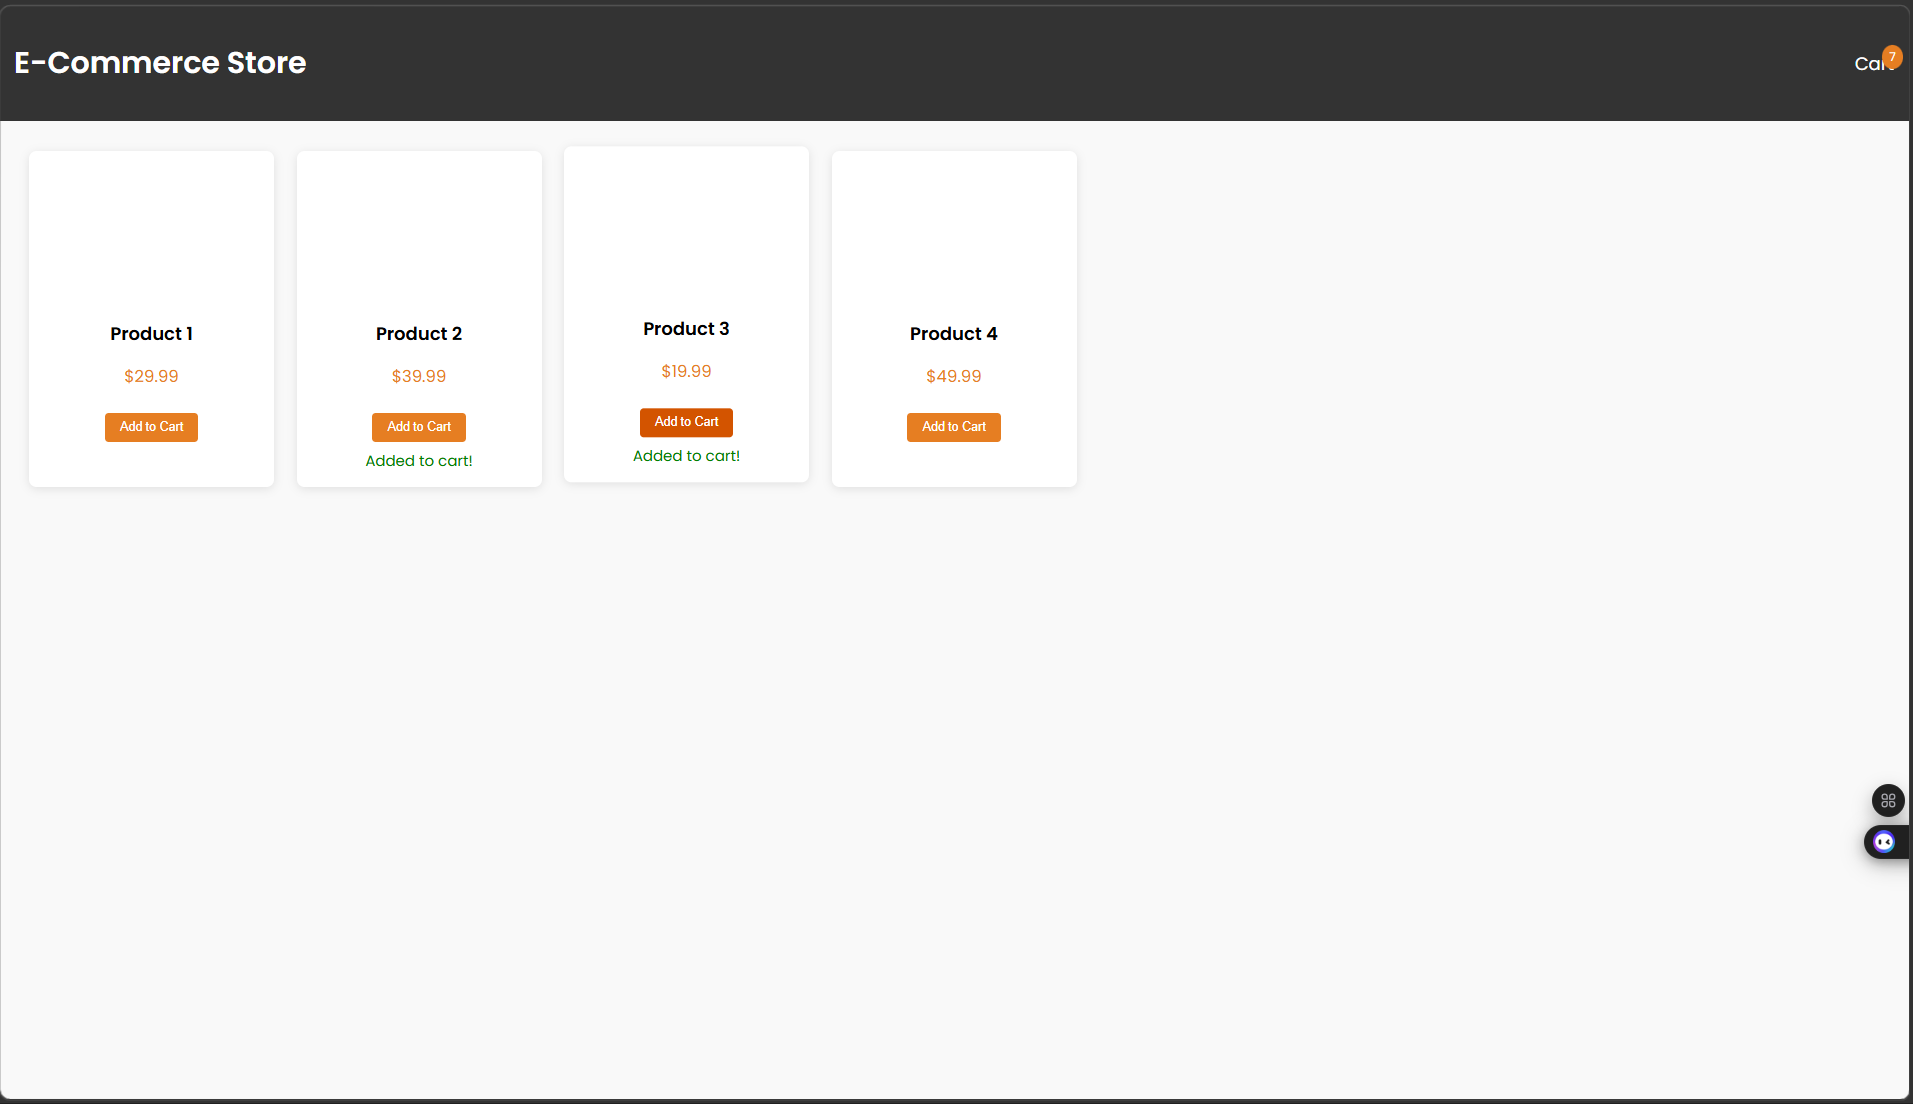 E-Commerce Store
Cart
7
Product 1
$29.99
Add to Cart
Product 2
$39.99
Add to Cart
Added to cart!
Product 3
$19.99
Add to Cart
Added to cart!
Product 4
$49.99
Add to Cart